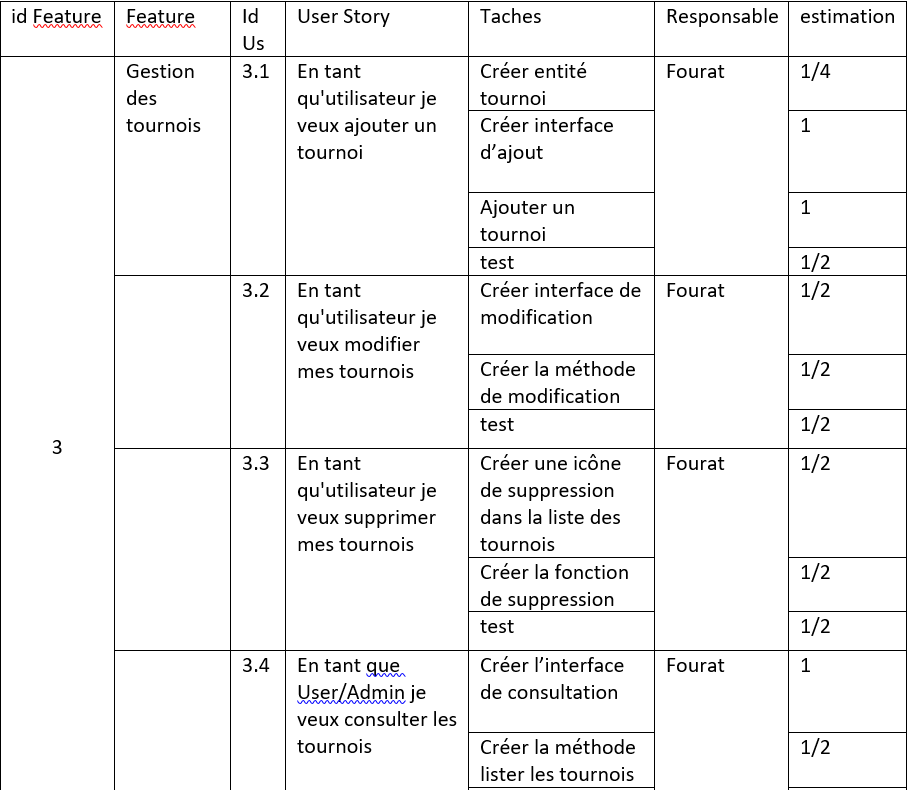 id Feature Feature Id Us User Story Taches Responsable estimation
3
Gestion
des
tournois
3.1
En tant
qu'utilisateur je
veux ajouter un
tournoi
Créer entité
tournoi
Fourat
1/4
Créer interface
d’ajout
1
Ajouter un
tournoi
1
test
1/2
3.2
En tant
qu'utilisateur je
veux modifier
mes tournois
Créer interface de
modification
Fourat
1/2
Créer la méthode
de modification
1/2
test
1/2
3.3
En tant
qu'utilisateur je
veux supprimer
mes tournois
Créer une icône
de suppression
dans la liste des
tournois
Fourat
1/2
Créer la fonction
de suppression
1/2
test
1/2
3.4
En tant que
User/Admin je
veux consulter les
tournois
Créer l’interface
de consultation
Fourat
1
Créer la méthode
lister les tournois
1/2